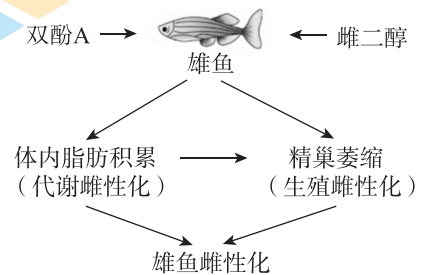 双酚A
雌二醇
雄鱼
体内脂肪积累
（代谢雌性化）
精巢萎缩
（生殖雌性化）
雄鱼雌性化